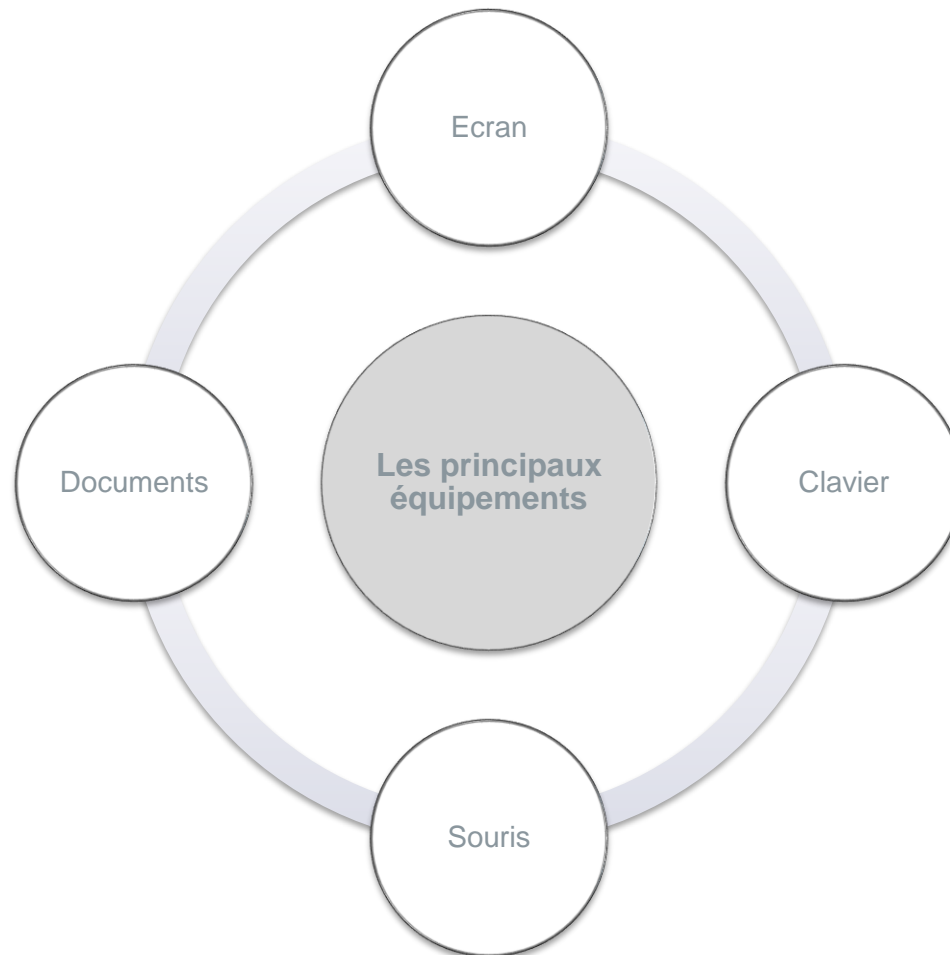 Ecran
Documents
Les principaux
équipements
Clavier
Souris